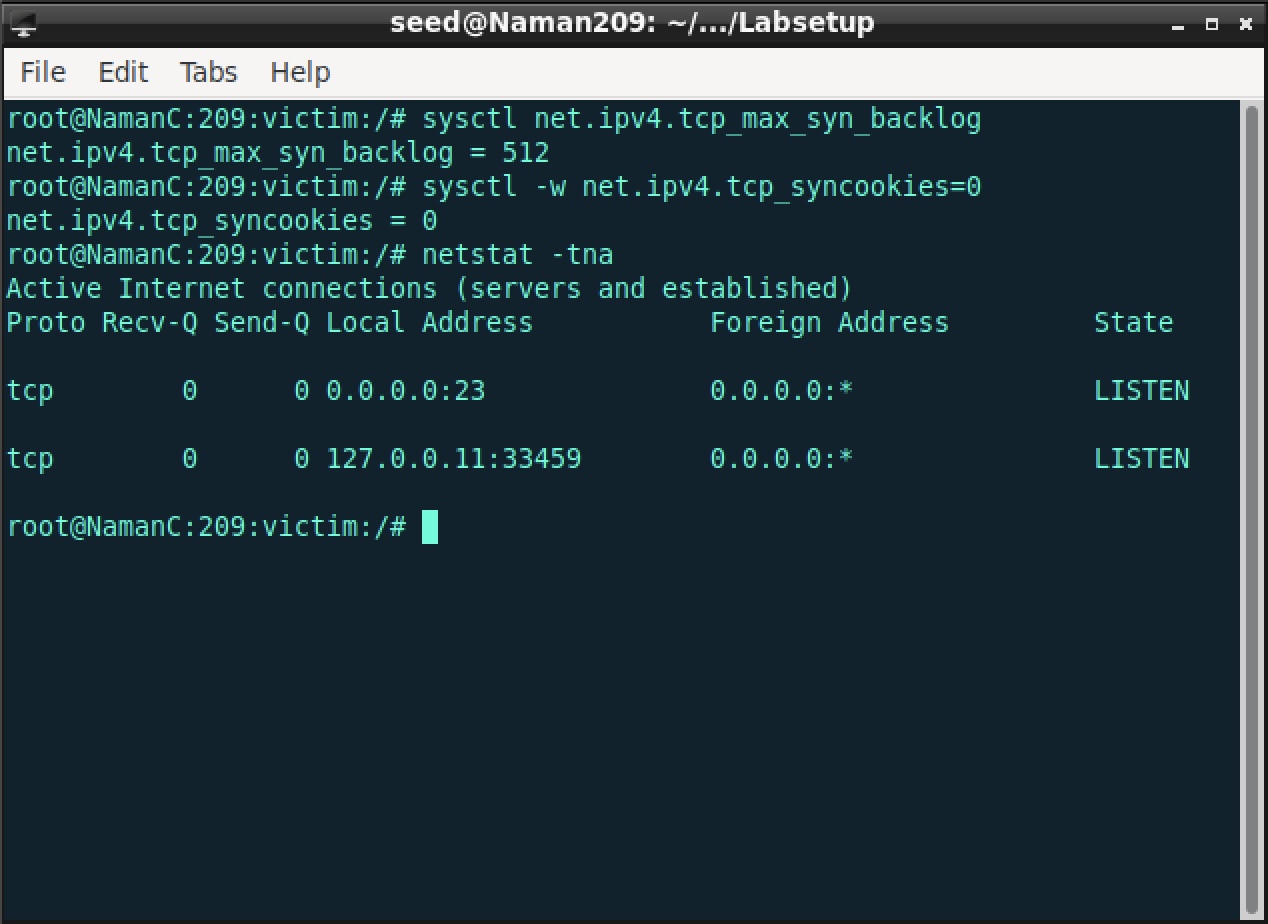 seed@Naman209: ~/.../Labsetup
File Edit Tabs Help
root@NamanC:209:victim:/# sysctl net.ipv4.tcp_max_syn_backlog
net.ipv4.tcp_max_syn_backlog = 512
root@NamanC:209:victim:/# sysctl -w net.ipv4.tcp_syncookies=0
net.ipv4.tcp_syncookies = 0
root@NamanC:209:victim:/# netstat -tna
Active Internet connections (servers and established)
Proto Recv-Q Send-Q Local Address           Foreign Address         State
tcp        0      0 0.0.0.0:23              0.0.0.0:*               LISTEN
tcp        0      0 127.0.0.11:33459        0.0.0.0:*               LISTEN
root@NamanC:209:victim:/#